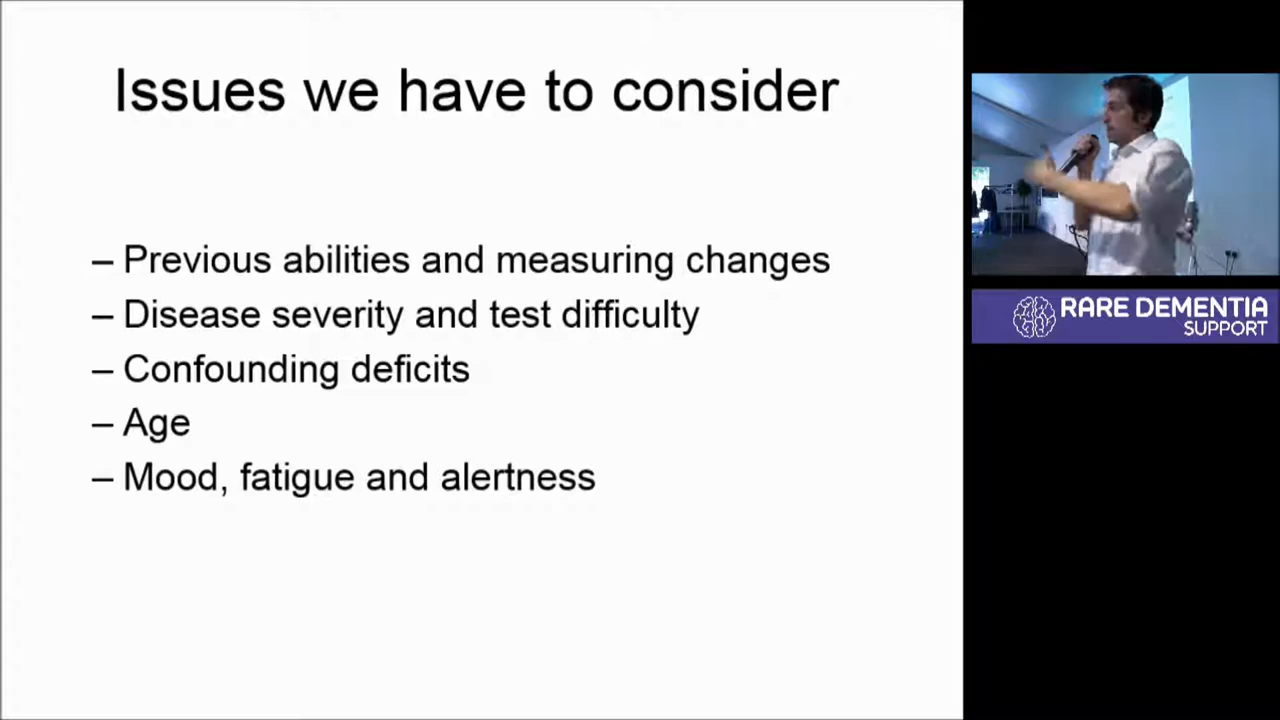 Issues we have to consider
– Previous abilities and measuring changes
– Disease severity and test difficulty
– Confounding deficits
– Age
– Mood, fatigue and alertness
RARE DEMENTIA
SUPPORT